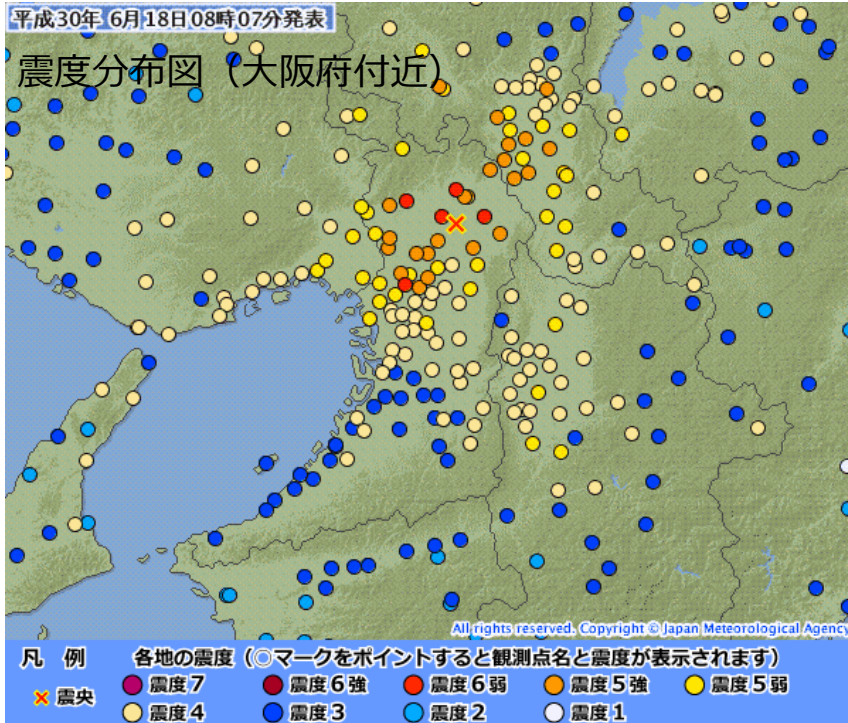 平成30年 6月18日08時07分発表
震度分布図（大阪府付近）
All rights reserved. Copyright © Japan Meteorological Agency
凡 例 各地の震度（◎マークをポイントすると観測点名と震度が表示されます）
震央 震度7 震度6強 震度6弱 震度5強 震度5弱
震度4 震度3 震度2 震度1